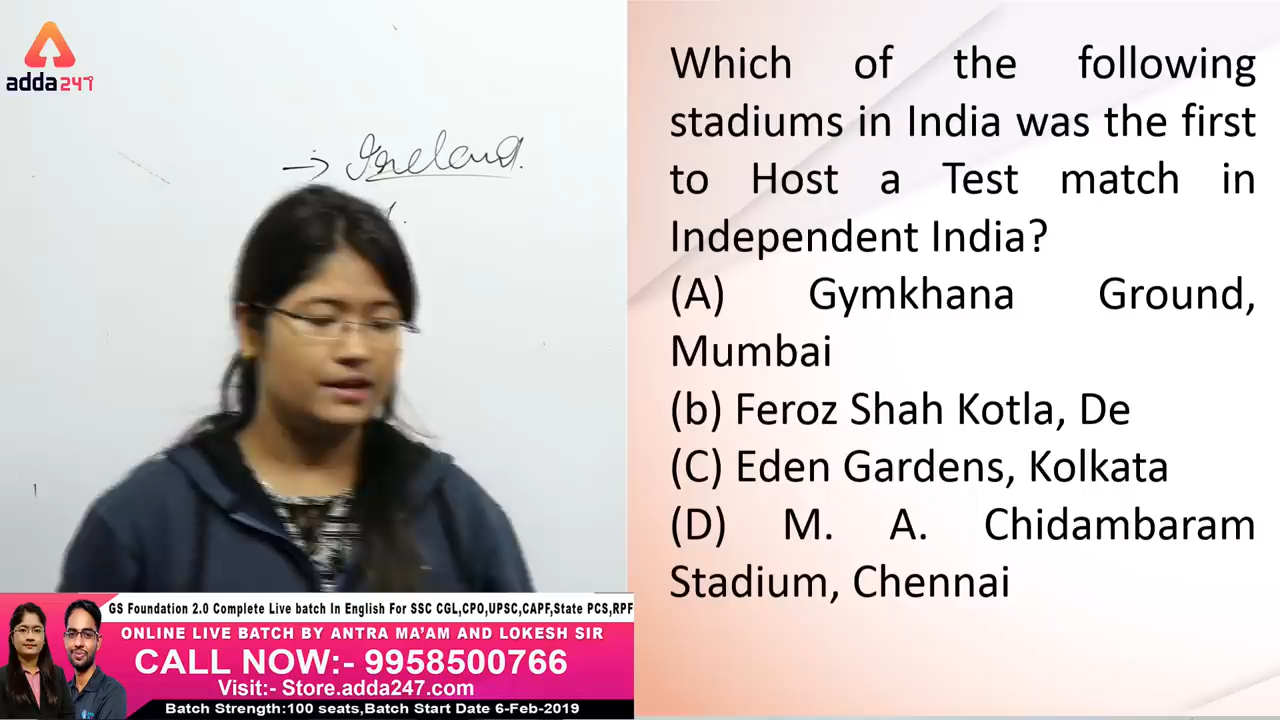 adda247
→ Ireland.
Which of the following
stadiums in India was the first
to Host a Test match in
Independent India?
(A) Gymkhana Ground,
Mumbai
(b) Feroz Shah Kotla, De
(C) Eden Gardens, Kolkata
(D) M. A. Chidambaram
Stadium, Chennai
GS Foundation 2.0 Complete Live batch In English For SSC CGL,CPO,UPSC,CAPF,State PCS,RPF
ONLINE LIVE BATCH BY ANTRA MA'AM AND LOKESH SIR
CALL NOW:- 9958500766
Visit:- Store.adda247.com
Batch Strength:100 seats,Batch Start Date 6-Feb-2019